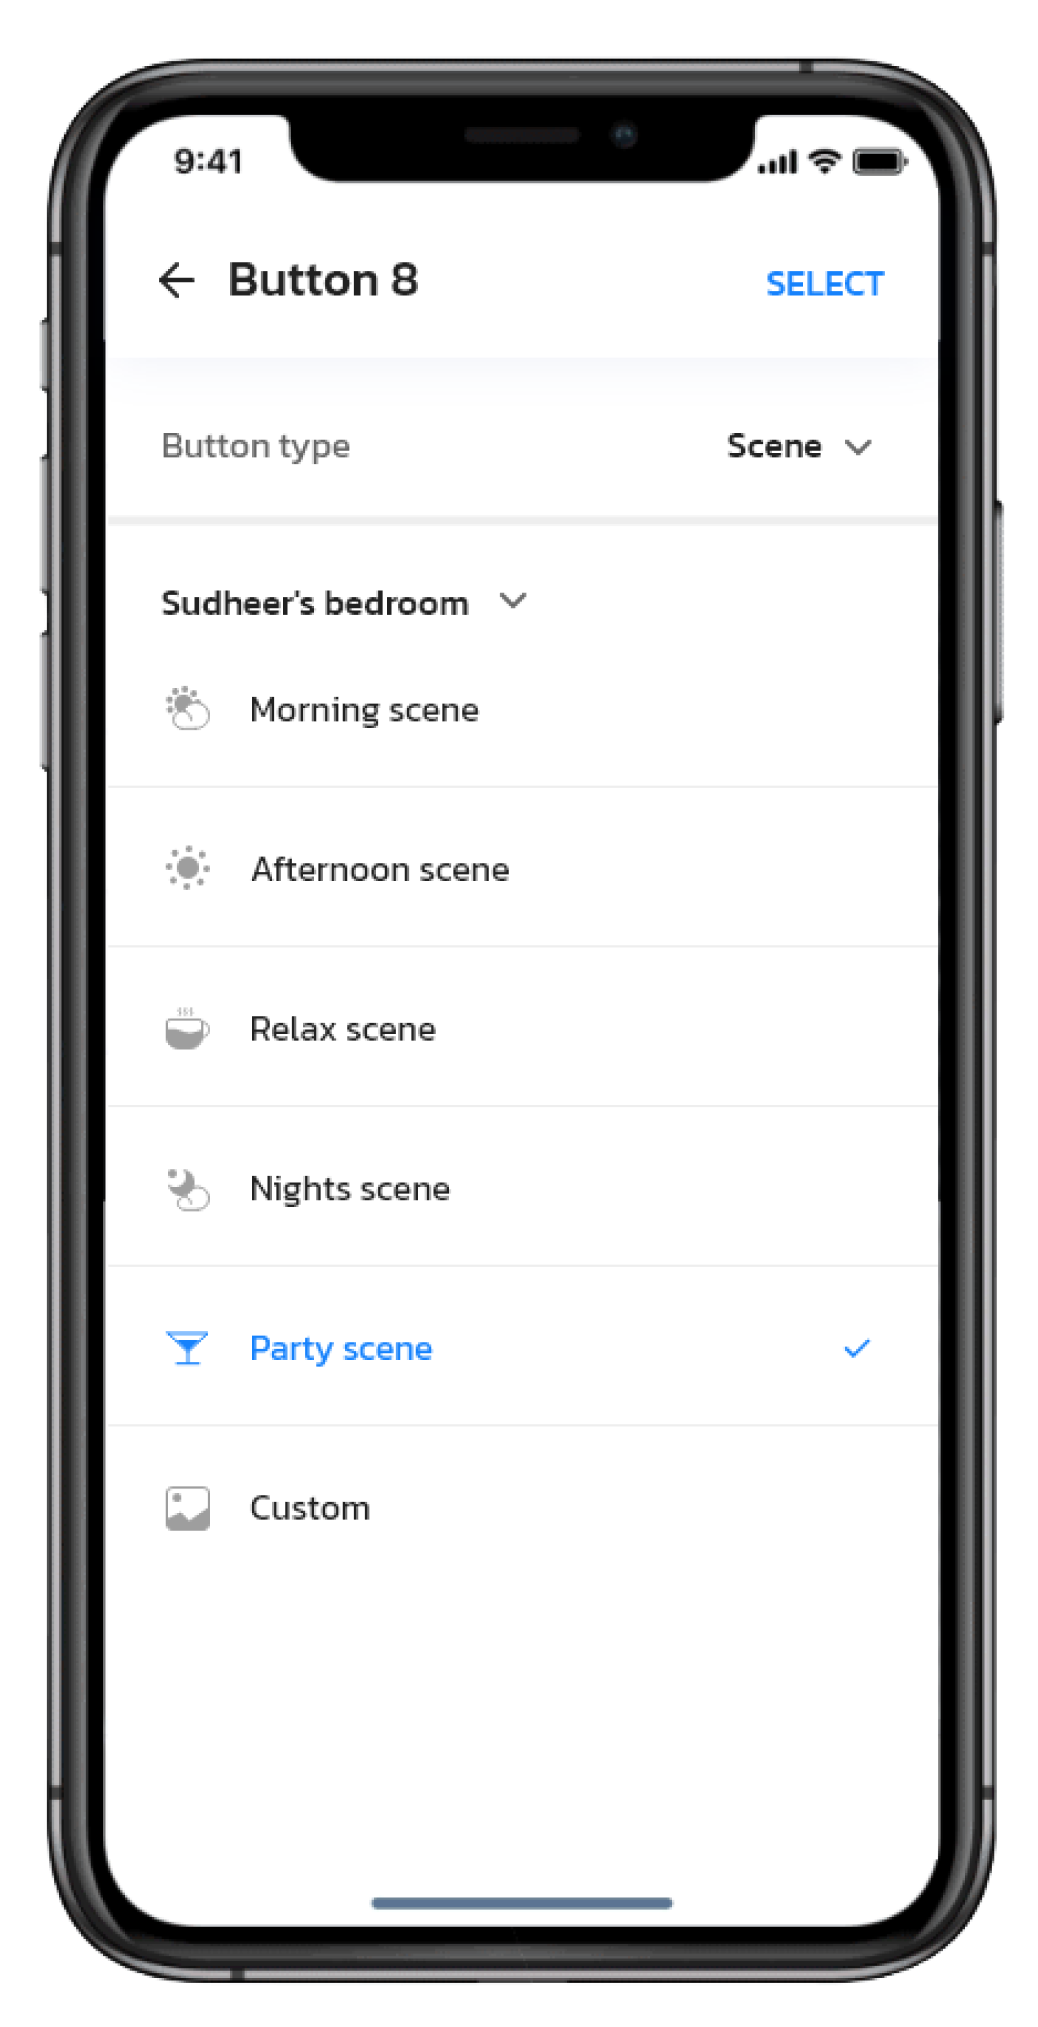 9:41
Button 8 SELECT
Button type Scene
Sudheer's bedroom
Morning scene
Afternoon scene
Relax scene
Nights scene
Party scene
Custom